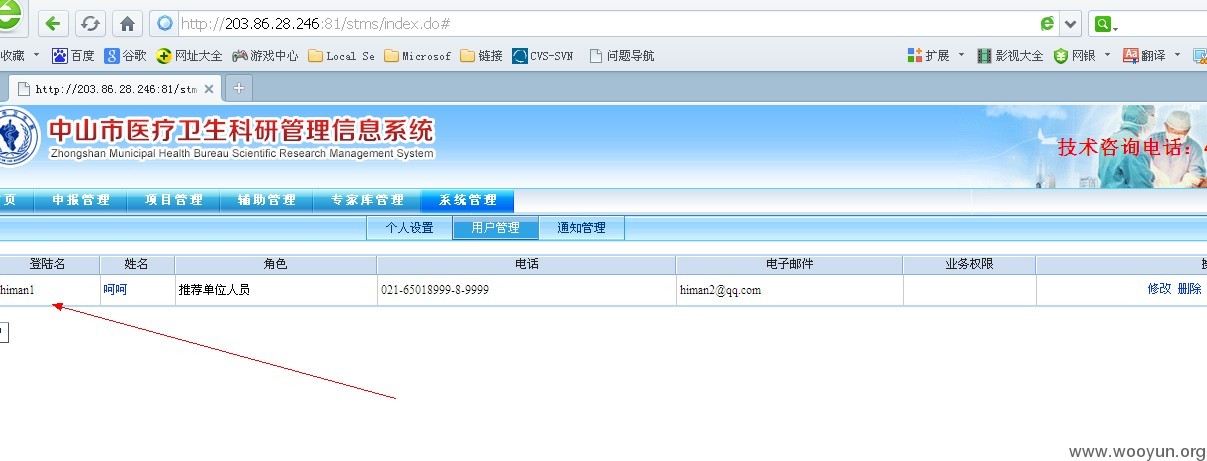 http://203.86.28.246:81/stms/index.do#
收藏 百度 谷歌 网址大全 游戏中心 Local Se Microsof 链接 CVS-SVN 问题导航 扩展 影视大全 网银 翻译
http://203.86.28.246:81/stm
中山市医疗卫生科研管理信息系统
Zhongshan Municipal Health Bureau Scientific Research Management System
技术咨询电话：4
页 申报管理 项目管理 辅助管理 专家库管理 系统管理
个人设置 用户管理 通知管理
登陆名 姓名 角色 电话 电子邮件 业务权限
himan1 呵呵 推荐单位人员 021-65018999-8-9999 himan2@qq.com 修改 删除
www.wooyun.org